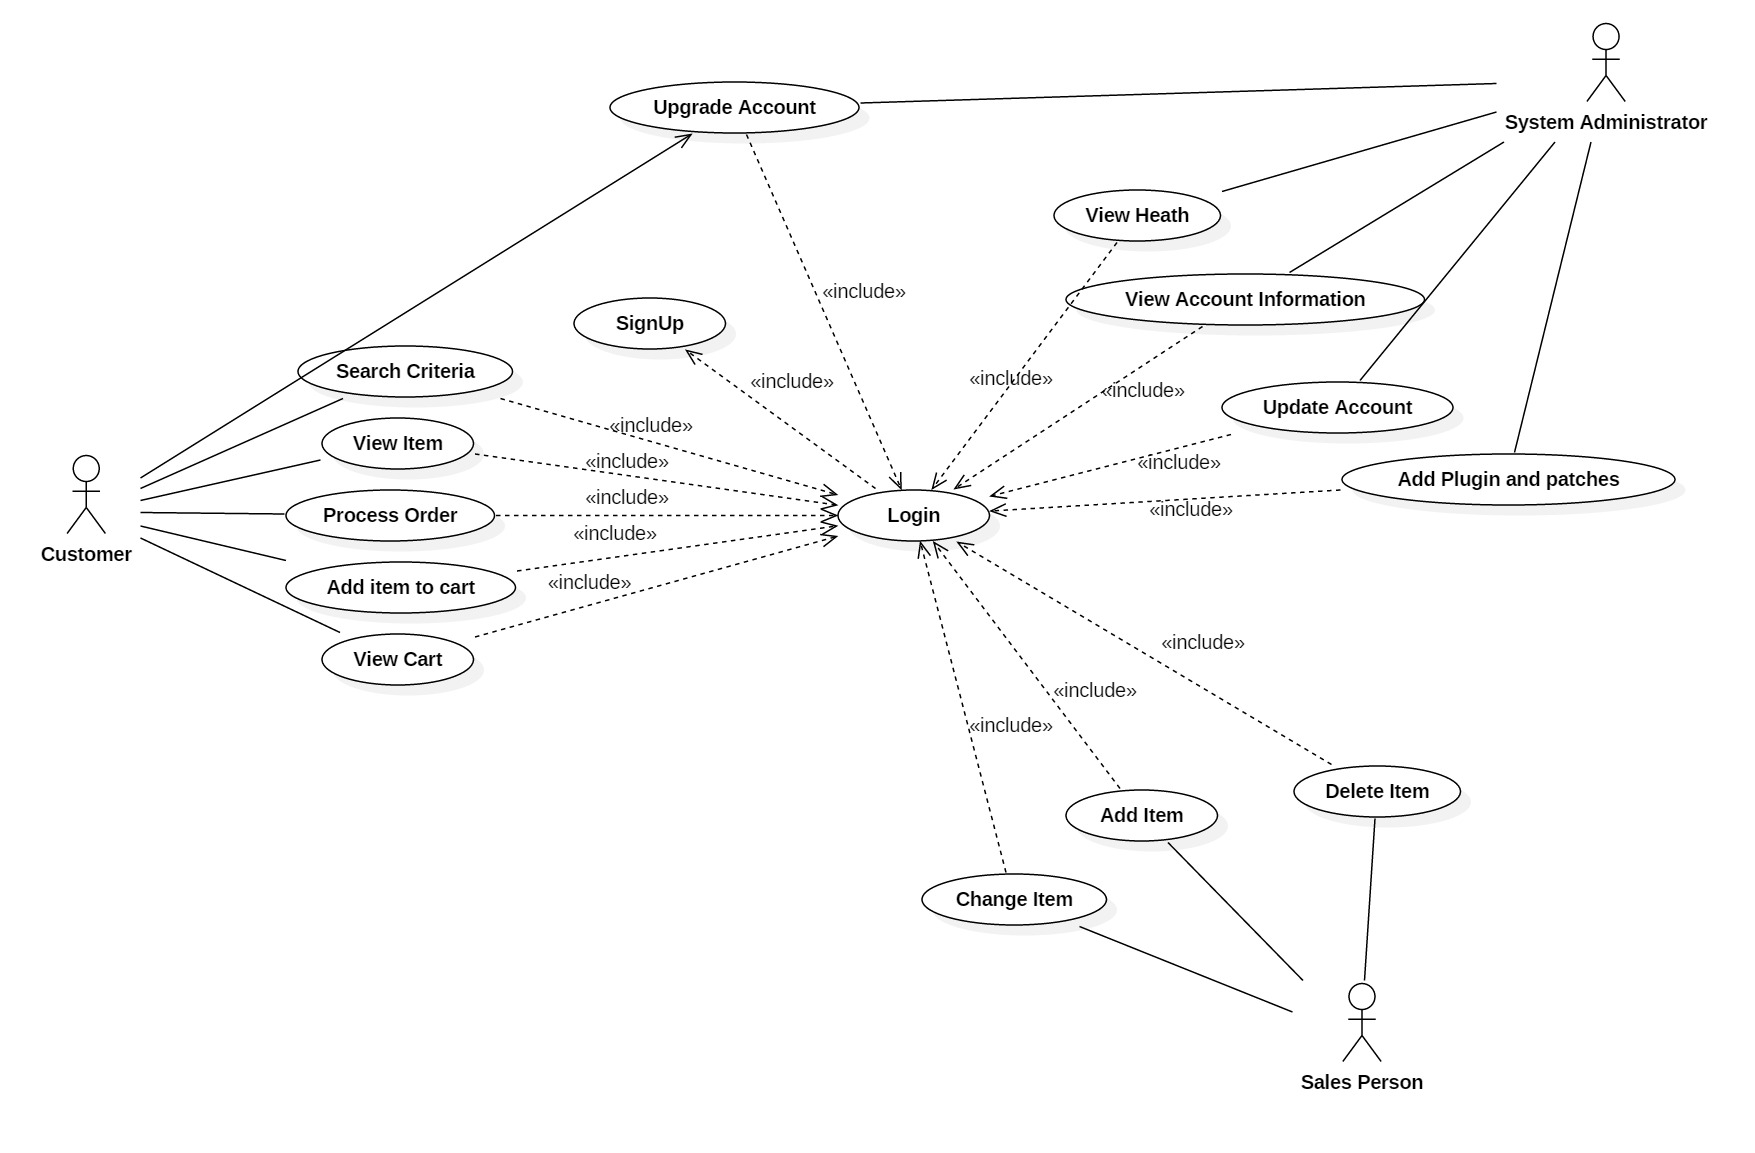 Upgrade Account
System Administrator
View Heath
«include»
View Account Information
SignUp
Search Criteria
«include»
«include»
«include»
Update Account
«include»
View Item
«include»
«include»
Add Plugin and patches
«include»
Process Order
Login
«include»
«include»
Customer
Add item to cart
«include»
View Cart
«include»
«include»
«include»
Delete Item
Add Item
Change Item
Sales Person